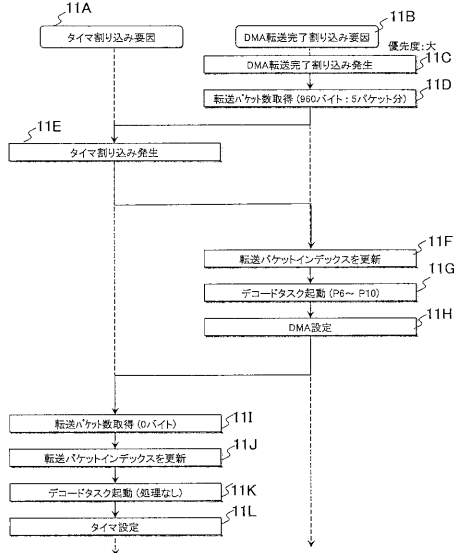 11A
タイマ割り込み要因
11B
DMA転送完了割り込み要因
優先度:大
11C
DMA転送完了割り込み発生
11D
転送パケット数取得(960バイト:5パケット分)
11E
タイマ割り込み発生
11F
転送パケットインデックスを更新
11G
デコードタスク起動(P6～P10)
11H
DMA設定
11I
転送パケット数取得(0バイト)
11J
転送パケットインデックスを更新
11K
デコードタスク起動(処理なし)
11L
タイマ設定